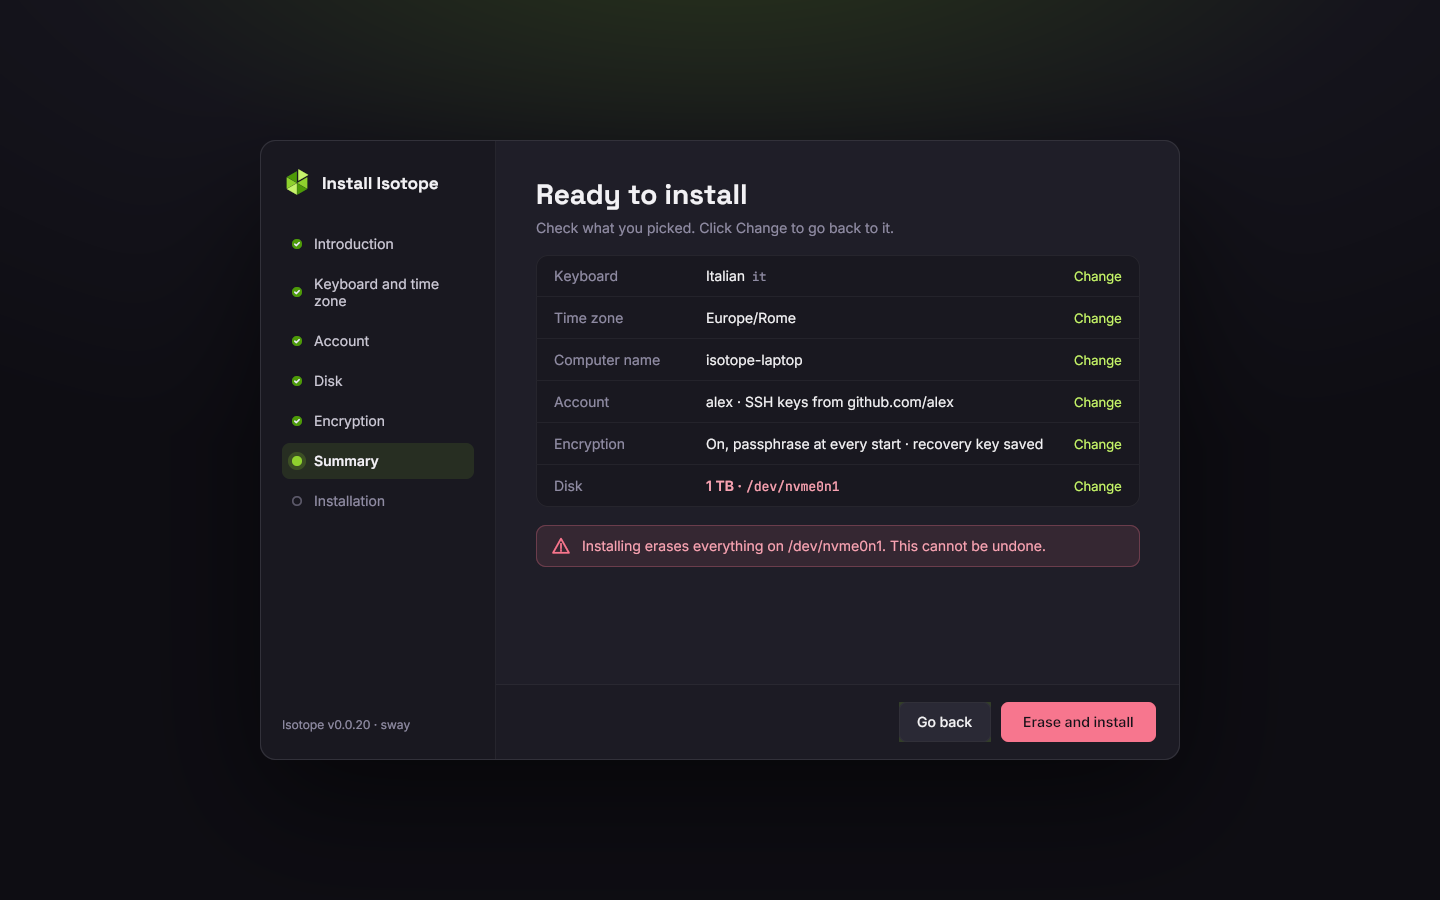 Install Isotope
Introduction
Keyboard and time
zone
Account
Disk
Encryption
Summary
Installation
Isotope v0.0.20 · sway
Ready to install
Check what you picked. Click Change to go back to it.
Keyboard Italian it Change
Time zone Europe/Rome Change
Computer name isotope-laptop Change
Account alex · SSH keys from github.com/alex Change
Encryption On, passphrase at every start · recovery key saved Change
Disk 1 TB · /dev/nvme0n1 Change
Installing erases everything on /dev/nvme0n1. This cannot be undone.
Go back Erase and install